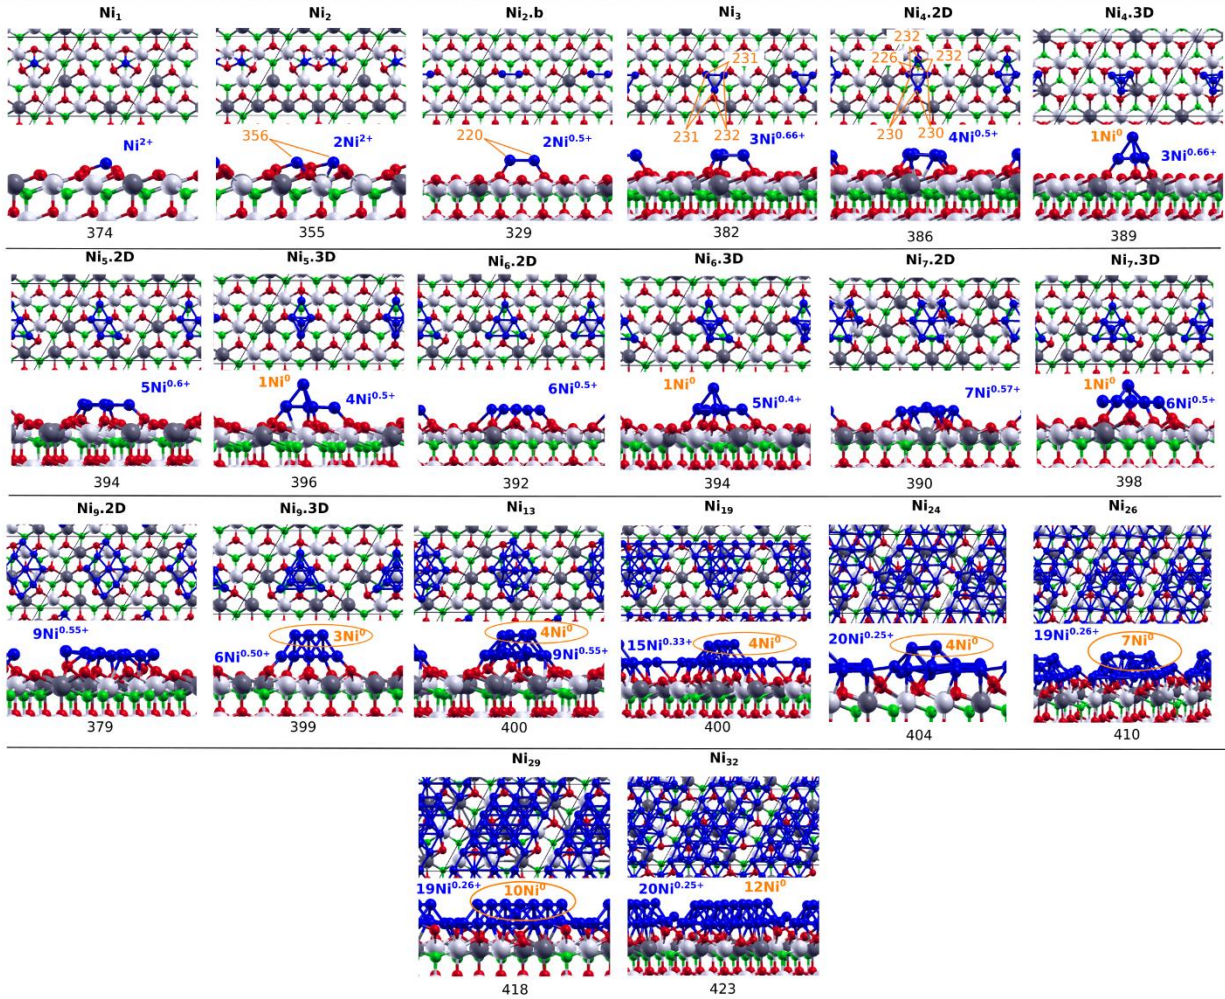 Ni₁ Ni₂ Ni₂.b Ni₃ Ni₄.2D Ni₄.3D
232
231 226 232
231 232 230 230
Ni²⁺ 356 2Ni²⁺ 220 2Ni⁰·⁵⁺ 3Ni⁰·⁶⁶⁺ 4Ni⁰·⁵⁺ 1Ni⁰ 3Ni⁰·⁶⁶⁺
374 355 329 382 386 389
Ni₅.2D Ni₅.3D Ni₆.2D Ni₆.3D Ni₇.2D Ni₇.3D
5Ni⁰·⁶⁺ 1Ni⁰ 4Ni⁰·⁵⁺ 6Ni⁰·⁵⁺ 1Ni⁰ 5Ni⁰·⁴⁺ 7Ni⁰·⁵⁷⁺ 1Ni⁰ 6Ni⁰·⁵⁺
394 396 392 394 390 398
Ni₉.2D Ni₉.3D Ni₁₃ Ni₁₉ Ni₂₄ Ni₂₆
9Ni⁰·⁵⁵⁺ 3Ni⁰ 6Ni⁰·⁵⁰⁺ 4Ni⁰ 9Ni⁰·⁵⁵⁺ 15Ni⁰·³³⁺ 4Ni⁰ 20Ni⁰·²⁵⁺ 4Ni⁰ 19Ni⁰·²⁶⁺ 7Ni⁰
379 399 400 400 404 410
Ni₂₉ Ni₃₂
19Ni⁰·²⁶⁺ 10Ni⁰ 20Ni⁰·²⁵⁺ 12Ni⁰
418 423